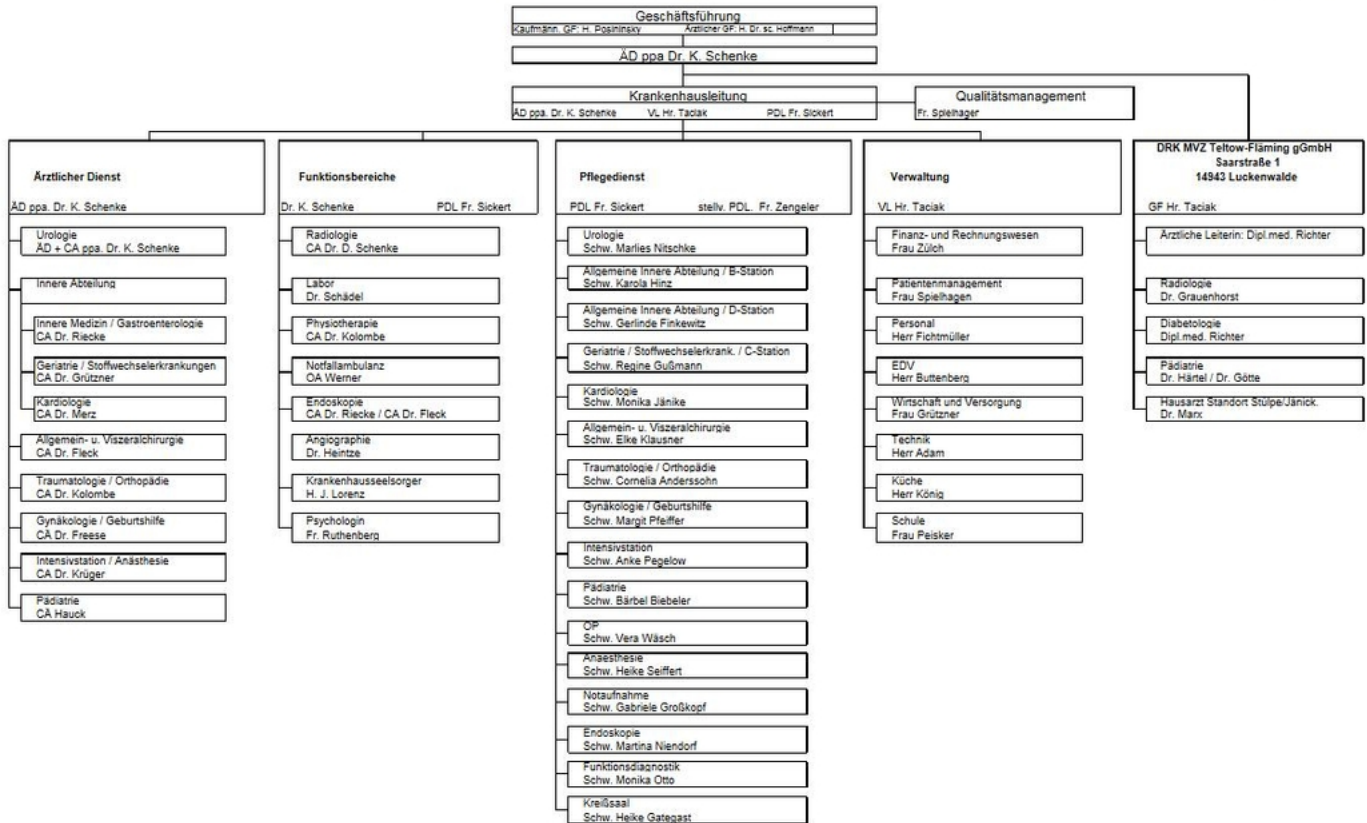 Geschäftsführung
Kaufmänn. GF: H. Posininsky Ärztlicher GF: H. Dr. sc. Hoffmann
ÄD ppa Dr. K. Schenke
Krankenhausleitung
ÄD ppa. Dr. K. Schenke VL Hr. Taciak PDL Fr. Sickert
Qualitätsmanagement
Fr. Spielhager
Ärztlicher Dienst
ÄD ppa. Dr. K. Schenke
Urologie
ÄD + CA ppa. Dr. K. Schenke
Innere Abteilung
Innere Medizin / Gastroenterologie
CA Dr. Riecke
Geriatrie / Stoffwechselerkrankungen
CA Dr. Grützner
Kardiologie
CA Dr. Merz
Allgemein- u. Viszeralchirurgie
CA Dr. Fleck
Traumatologie / Orthopädie
CA Dr. Kolombe
Gynäkologie / Geburtshilfe
CÄ Dr. Freese
Intensivstation / Anästhesie
CA Dr. Krüger
Pädiatrie
CÄ Hauck
Funktionsbereiche
Dr. K. Schenke PDL Fr. Sickert
Radiologie
CA Dr. D. Schenke
Labor
Dr. Schädel
Physiotherapie
CA Dr. Kolombe
Notfallambulanz
OA Werner
Endoskopie
CA Dr. Riecke / CA Dr. Fleck
Angiographie
Dr. Heintze
Krankenhausseelsorger
H. J. Lorenz
Psychologin
Fr. Ruthenberg
Pflegedienst
PDL Fr. Sickert stellv. PDL. Fr. Zengeler
Urologie
Schw. Marlies Nitschke
Allgemeine Innere Abteilung / B-Station
Schw. Karola Hinz
Allgemeine Innere Abteilung / D-Station
Schw. Gerlinde Finkewitz
Geriatrie / Stoffwechselerkrank. / C-Station
Schw. Regine Gußmann
Kardiologie
Schw. Monika Jänike
Allgemein- u. Viszeralchirurgie
Schw. Elke Klausner
Traumatologie / Orthopädie
Schw. Cornelia Anderssohn
Gynäkologie / Geburtshilfe
Schw. Margit Pfeiffer
Intensivstation
Schw. Anke Pegelow
Pädiatrie
Schw. Bärbel Biebeler
OP
Schw. Vera Wäsch
Anaesthesie
Schw. Heike Seiffert
Notaufnahme
Schw. Gabriele Großkopf
Endoskopie
Schw. Martina Niendorf
Funktionsdiagnostik
Schw. Monika Otto
Kreißsaal
Schw. Heike Gategast
Verwaltung
VL Hr. Taciak
Finanz- und Rechnungswesen
Frau Zülch
Patientenmanagement
Frau Spielhagen
Personal
Herr Fichtmüller
EDV
Herr Buttenberg
Wirtschaft und Versorgung
Frau Grützner
Technik
Herr Adam
Küche
Herr König
Schule
Frau Peisker
DRK MVZ Teltow-Fläming gGmbH
Saarstraße 1
14943 Luckenwalde
GF Hr. Taciak
Ärztliche Leiterin: Dipl.med. Richter
Radiologie
Dr. Grauenhorst
Diabetologie
Dipl.med. Richter
Pädiatrie
Dr. Härtel / Dr. Götte
Hausarzt Standort Stülpe/Jänick.
Dr. Marx